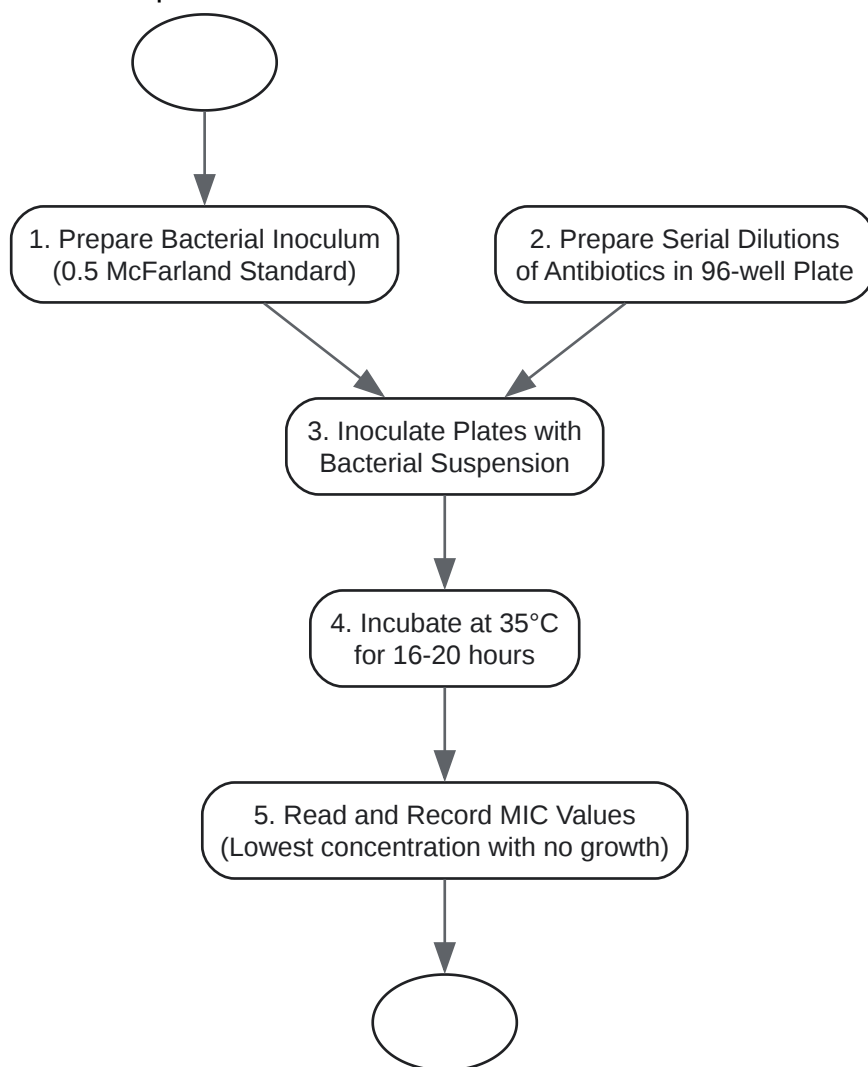 1. Prepare Bacterial Inoculum
(0.5 McFarland Standard)
2. Prepare Serial Dilutions
of Antibiotics in 96-well Plate
3. Inoculate Plates with
Bacterial Suspension
4. Incubate at 35°C
for 16-20 hours
5. Read and Record MIC Values
(Lowest concentration with no growth)